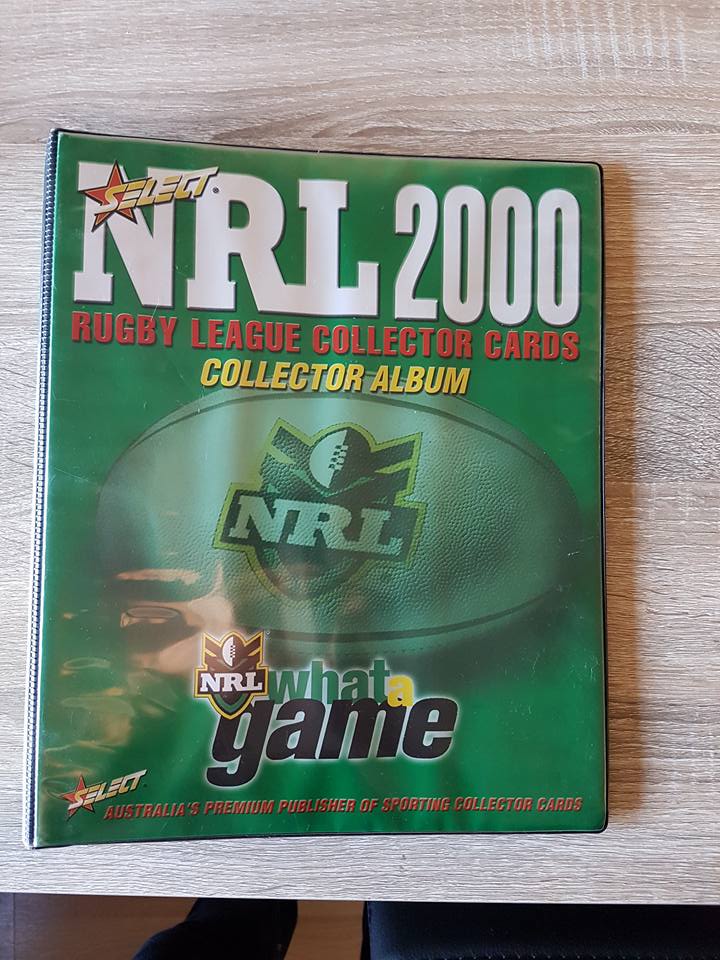 SELECT®
NRL 2000
RUGBY LEAGUE COLLECTOR CARDS
COLLECTOR ALBUM
NRL
NRL what a
game
SELECT
AUSTRALIA'S PREMIUM PUBLISHER OF SPORTING COLLECTOR CARDS